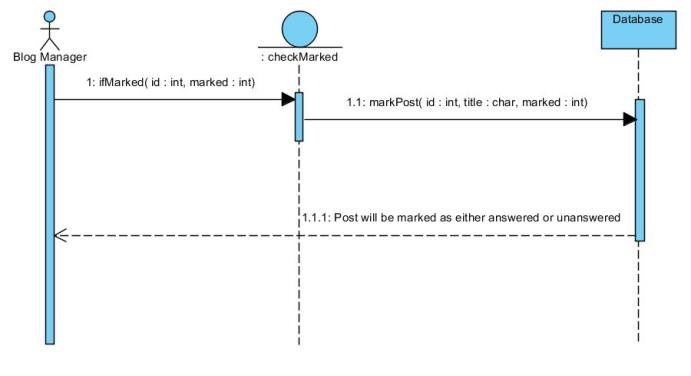 Blog Manager
: checkMarked
Database
1: ifMarked( id : int, marked : int)
1.1: markPost( id : int, title : char, marked : int)
1.1.1: Post will be marked as either answered or unanswered